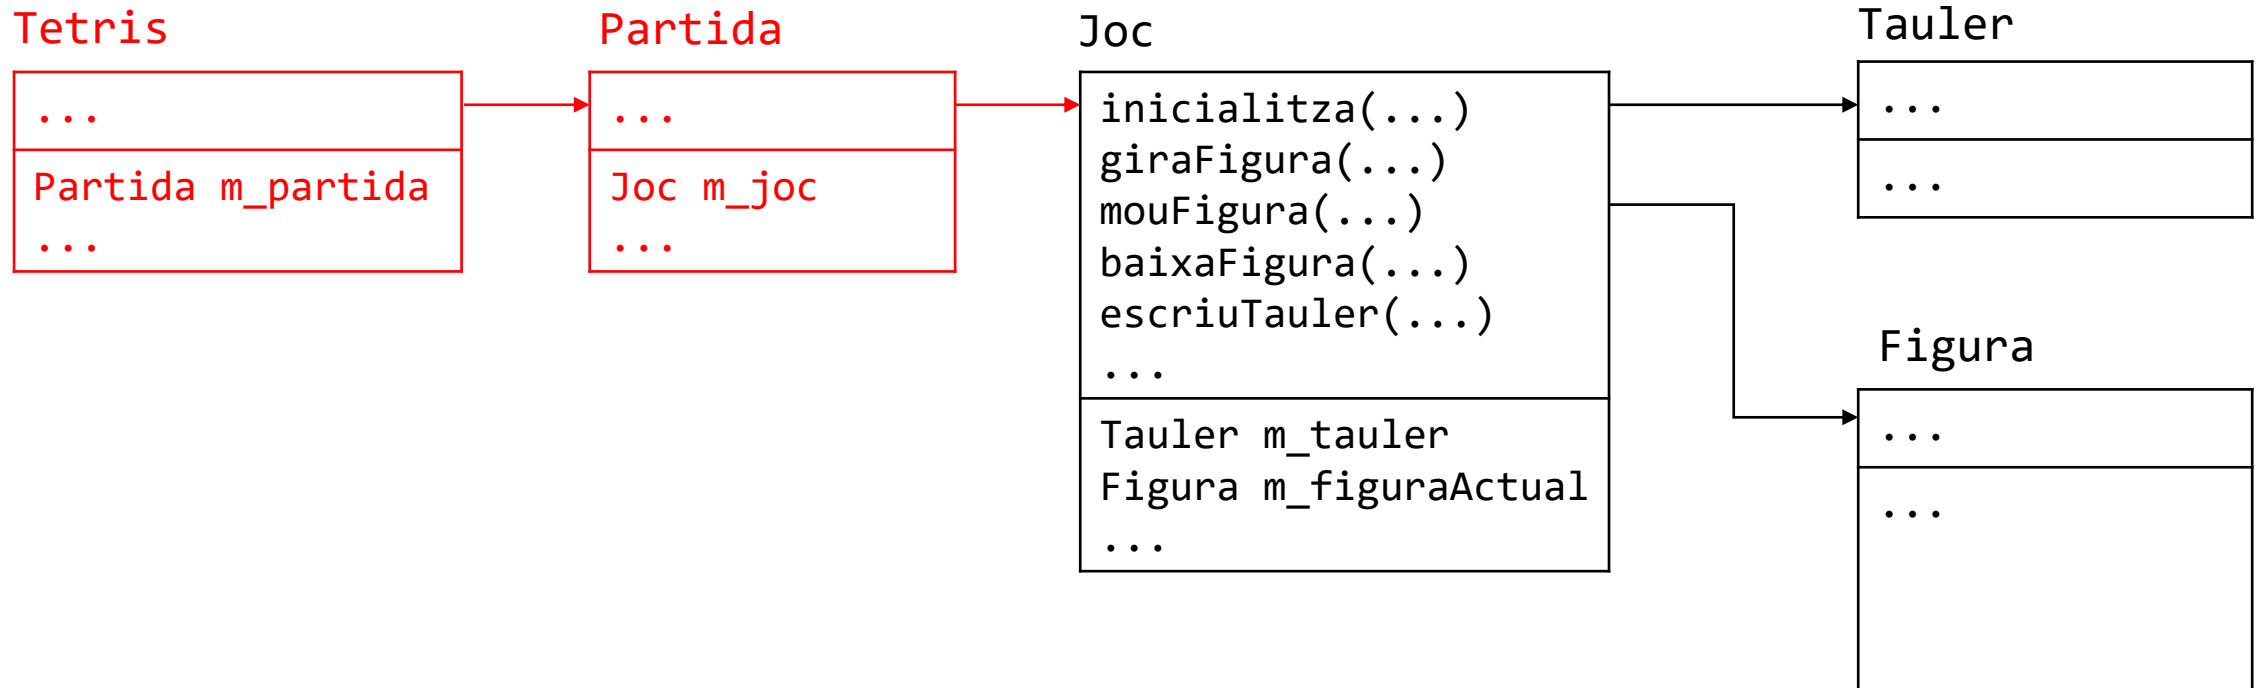 Tetris
...
Partida m_partida
...
Partida
...
Joc m_joc
...
Joc
inicialitza(...)
giraFigura(...)
mouFigura(...)
baixaFigura(...)
escriuTauler(...)
...
Tauler m_tauler
Figura m_figuraActual
...
Tauler
...
...
Figura
...
...